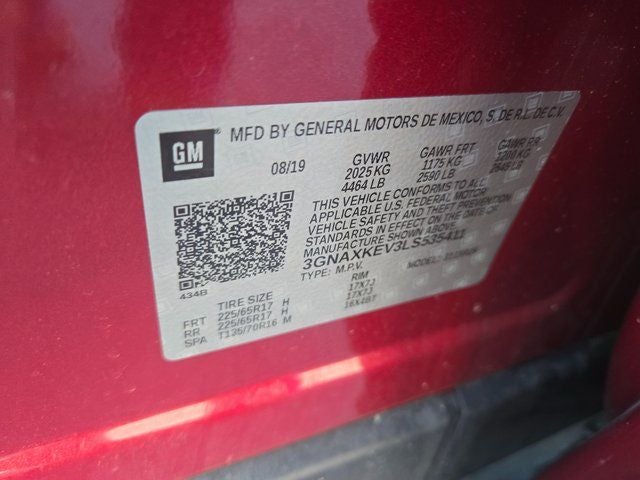 GM
MFD BY GENERAL MOTORS DE MEXICO, S. DE R.L. DE C.V.
08/19 GVWR GAWR FRT GAWR RR
2025 KG 1175 KG
4464 LB 2590 LB
THIS VEHICLE CONFORMS TO ALL
APPLICABLE U.S. FEDERAL MOTOR
VEHICLE SAFETY AND THEFT PREVENTION
STANDARDS IN EFFECT ON THE DATE OF
MANUFACTURE SHOWN ABOVE.
3GNAXKEV3LS535411
TYPE: M.P.V. MODEL:
434B
TIRE SIZE RIM
FRT 225/65R17 H 17X7J
RR 225/65R17 H 17X7J
SPA T135/70R16 M 16X4BT